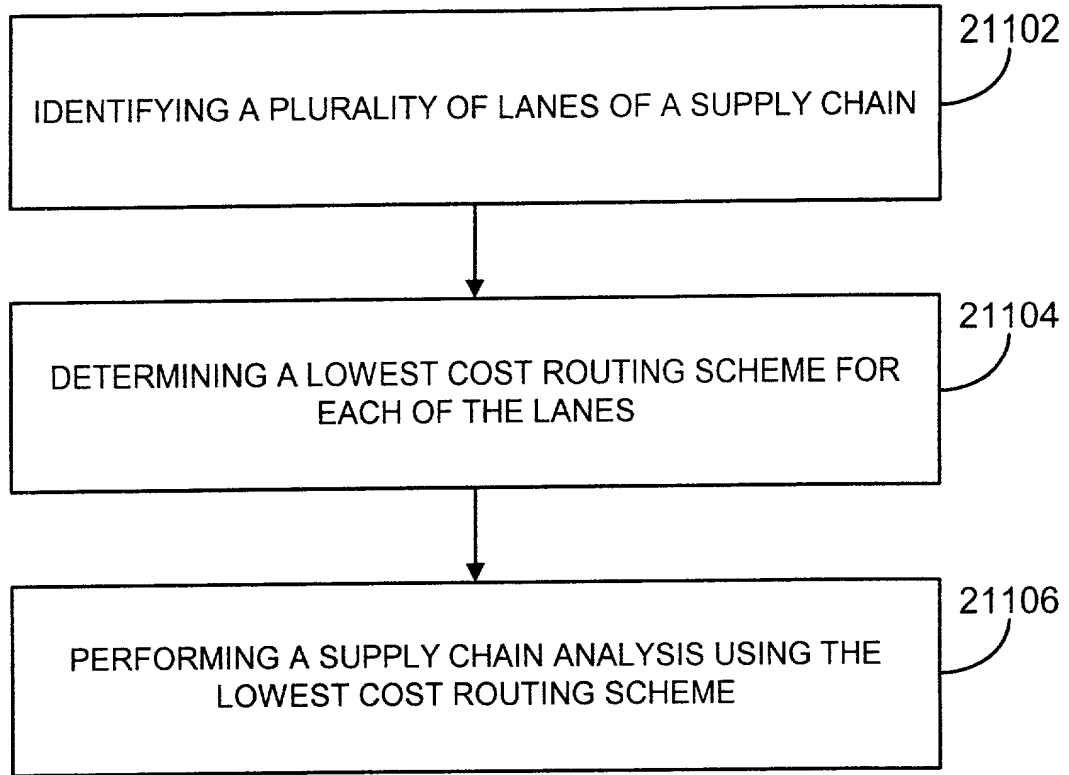 21102
IDENTIFYING A PLURALITY OF LANES OF A SUPPLY CHAIN
21104
DETERMINING A LOWEST COST ROUTING SCHEME FOR
EACH OF THE LANES
21106
PERFORMING A SUPPLY CHAIN ANALYSIS USING THE
LOWEST COST ROUTING SCHEME